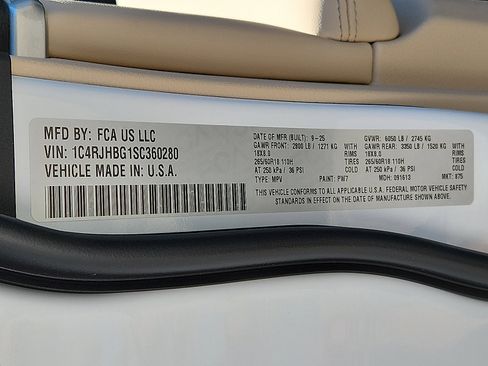 MFD BY: FCA US LLC
VIN: 1C4RJHBG1SC360280
VEHICLE MADE IN: U.S.A.
DATE OF MFR (BUILT): 9-25 GVWR: 6050 LB / 2745 KG
GAWR FRONT: 2800 LB / 1271 KG WITH GAWR REAR: 3350 LB / 1520 KG WITH
18X8.0 RIMS 18X8.0 RIMS
265/60R18 110H TIRES 265/60R18 110H TIRES
AT 250 kPa / 36 PSI COLD AT 250 kPa / 36 PSI COLD
TYPE: MPV PAINT: PW7 MDH: 091613 MKT: 875
THIS VEHICLE CONFORMS TO ALL APPLICABLE U.S.A. FEDERAL MOTOR VEHICLE SAFETY
STANDARDS IN EFFECT ON THE DATE OF MANUFACTURE SHOWN ABOVE.